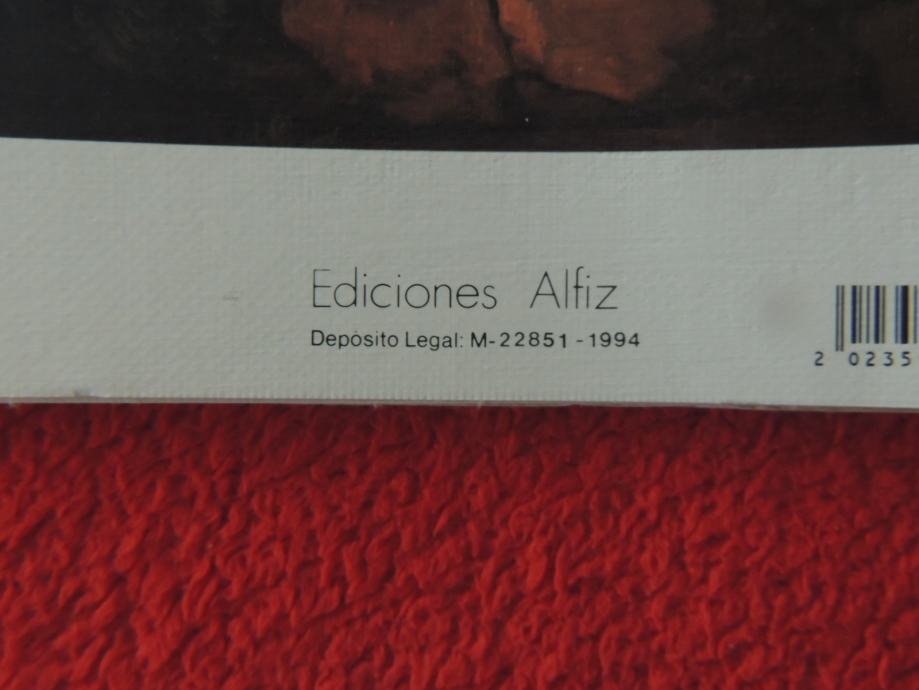 Ediciones Alfiz
Depósito Legal: M-22851-1994
2 0235